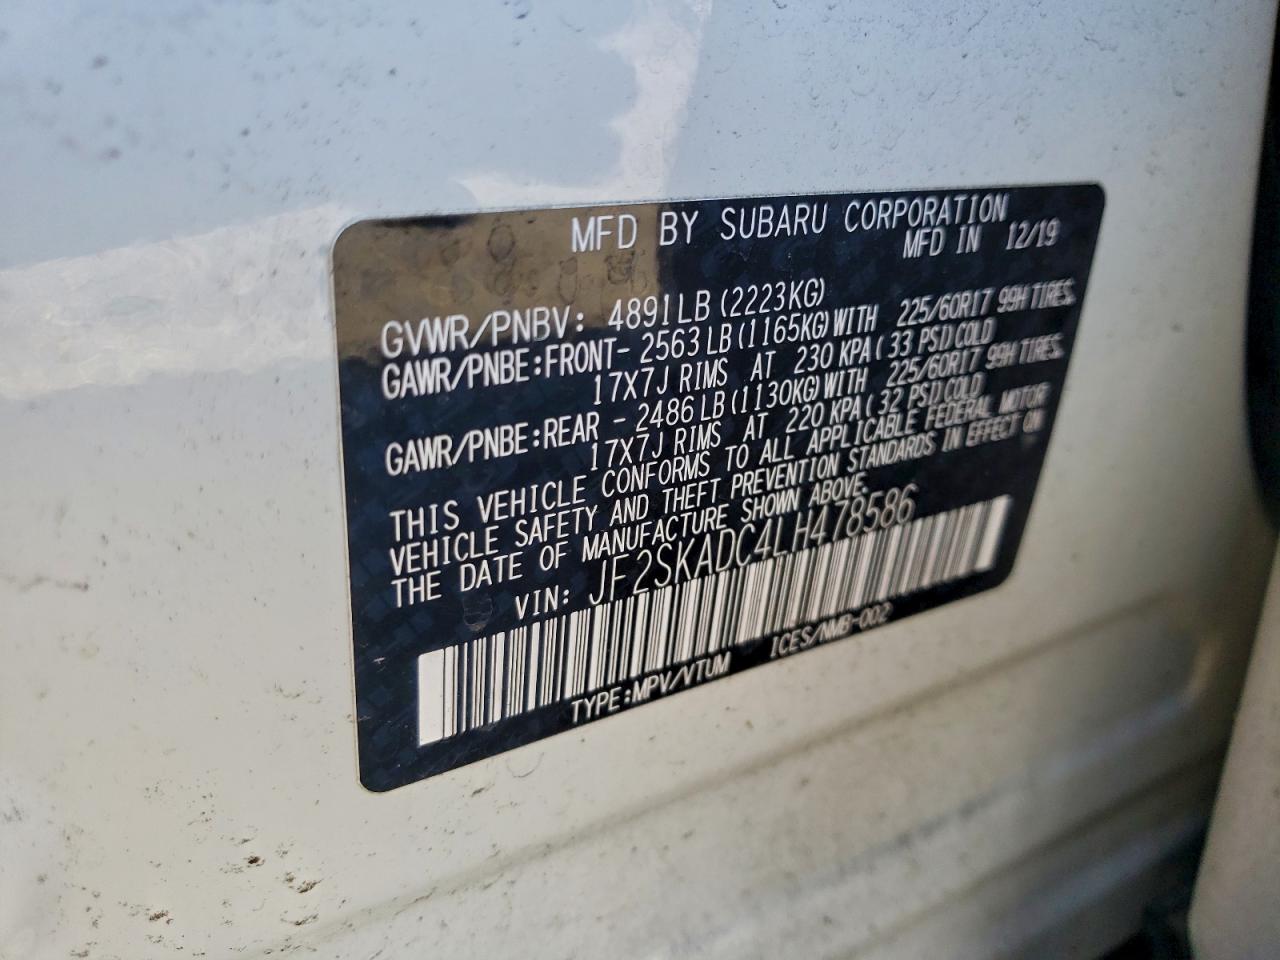 MFD BY SUBARU CORPORATION
MFD IN 12/19
GVWR/PNBV: 4891LB (2223KG)
GAWR/PNBE:FRONT- 2563LB(1165KG)WITH 225/60R17 99H TIRES,
17X7J RIMS AT 230 KPA( 33 PSI)COLD
GAWR/PNBE:REAR - 2486LB(1130KG)WITH 225/60R17 99H TIRES,
17X7J RIMS AT 220 KPA( 32 PSI)COLD
THIS VEHICLE CONFORMS TO ALL APPLICABLE FEDERAL MOTOR
VEHICLE SAFETY AND THEFT PREVENTION STANDARDS IN EFFECT ON
THE DATE OF MANUFACTURE SHOWN ABOVE.
VIN: JF2SKADC4LH478586
TYPE:MPV/VTUM ICES/NMB-002